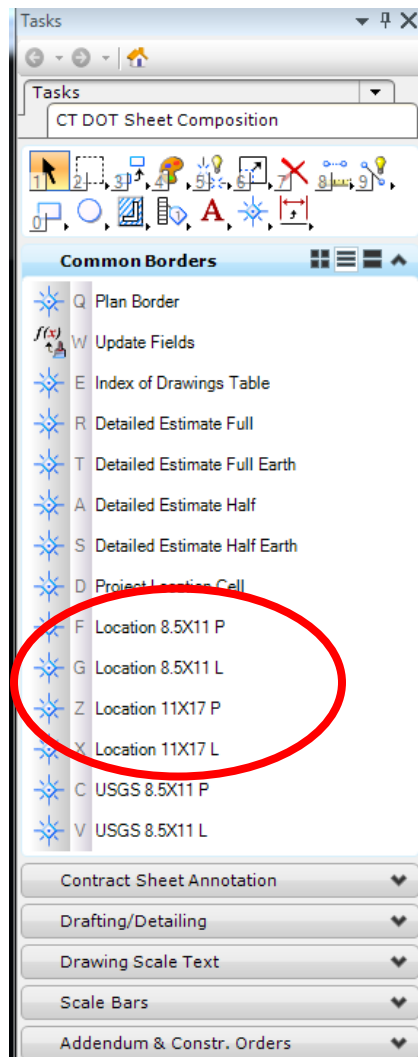 Tasks
Tasks
CT DOT Sheet Composition
1 2 3 4 5 6 7 8 9
0 A
Common Borders
Q Plan Border
f(x) W Update Fields
E Index of Drawings Table
R Detailed Estimate Full
T Detailed Estimate Full Earth
A Detailed Estimate Half
S Detailed Estimate Half Earth
D Project Location Cell
F Location 8.5X11 P
G Location 8.5X11 L
Z Location 11X17 P
X Location 11X17 L
C USGS 8.5X11 P
V USGS 8.5X11 L
Contract Sheet Annotation
Drafting/Detailing
Drawing Scale Text
Scale Bars
Addendum & Constr. Orders